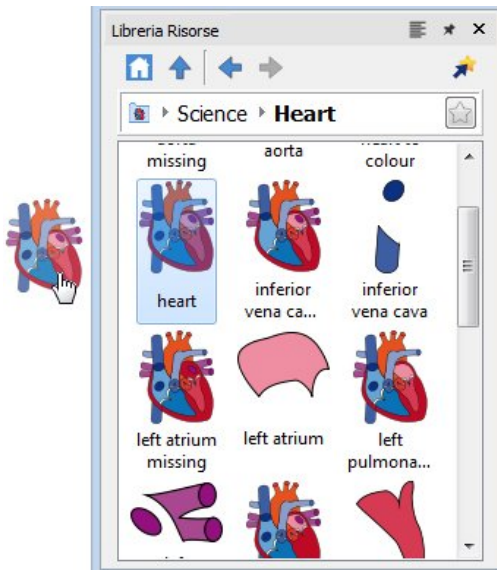 Libreria Risorse
Science
Heart
missing
aorta
colour
heart
inferior
vena ca...
inferior
vena cava
left atrium
missing
left atrium
left
pulmona...